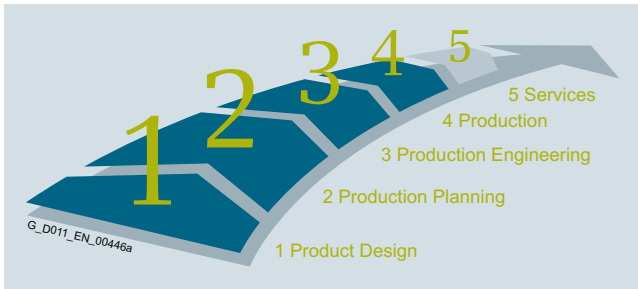 1
2
3
4
5
5 Services
4 Production
3 Production Engineering
2 Production Planning
1 Product Design
G_D011_EN_00446a